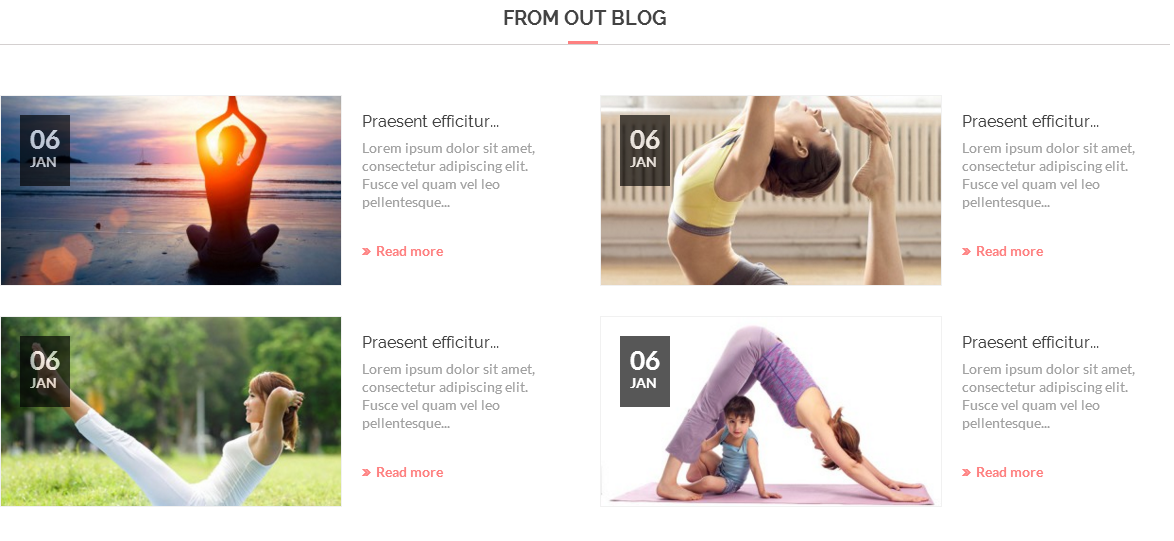 FROM OUT BLOG
06
JAN
Praesent efficitur...
Lorem ipsum dolor sit amet,
consectetur adipiscing elit.
Fusce vel quam vel leo
pellentesque...
Read more
06
JAN
Praesent efficitur...
Lorem ipsum dolor sit amet,
consectetur adipiscing elit.
Fusce vel quam vel leo
pellentesque...
Read more
06
JAN
Praesent efficitur...
Lorem ipsum dolor sit amet,
consectetur adipiscing elit.
Fusce vel quam vel leo
pellentesque...
Read more
06
JAN
Praesent efficitur...
Lorem ipsum dolor sit amet,
consectetur adipiscing elit.
Fusce vel quam vel leo
pellentesque...
Read more